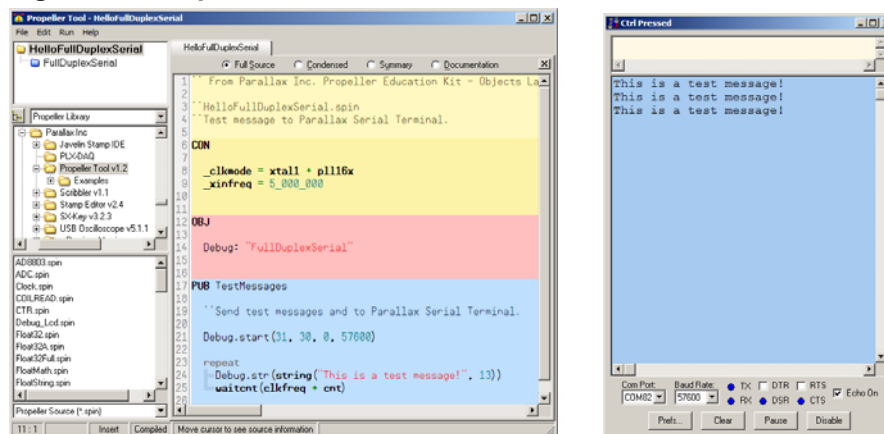 Propeller Tool - HelloFullDuplexSerial
File Edit Run Help
HelloFullDuplexSerial
FullDuplexSerial
Propeller Library
Parallax Inc
Javelin Stamp IDE
PLX-DAQ
Propeller Tool v1.2
Examples
Scribbler v1.1
Stamp Editor v2.4
SX-Key v3.2.3
USB Oscilloscope v5.1.1
AD8803.spin
ADC.spin
Clock.spin
COILREAD.spin
CTR.spin
Debug_Lcd.spin
Float32.spin
Float32A.spin
Float32Full.spin
FloatMath.spin
FloatString.spin
Propeller Source (*.spin)
HelloFullDuplexSerial
Full Source Condensed Summary Documentation
1 '' From Parallax Inc. Propeller Education Kit - Objects La
2
3 ''HelloFullDuplexSerial.spin
4 ''Test message to Parallax Serial Terminal.
5
6 CON
7
8 _clkmode = xtal1 + pll16x
9 _xinfreq = 5_000_000
10
11
12 OBJ
13
14 Debug: "FullDuplexSerial"
15
16
17 PUB TestMessages
18
19 ''Send test messages and to Parallax Serial Terminal.
20
21 Debug.start(31, 30, 0, 57600)
22
23 repeat
24 Debug.str(string("This is a test message!", 13))
25 waitcnt(clkfreq + cnt)
26
11 : 1 Insert Compiled Move cursor to see source information
Ctrl Pressed
This is a test message!
This is a test message!
This is a test message!
Com Port: Baud Rate: TX DTR RTS
COM82 57600 RX DSR CTS Echo On
Prefs... Clear Pause Disable